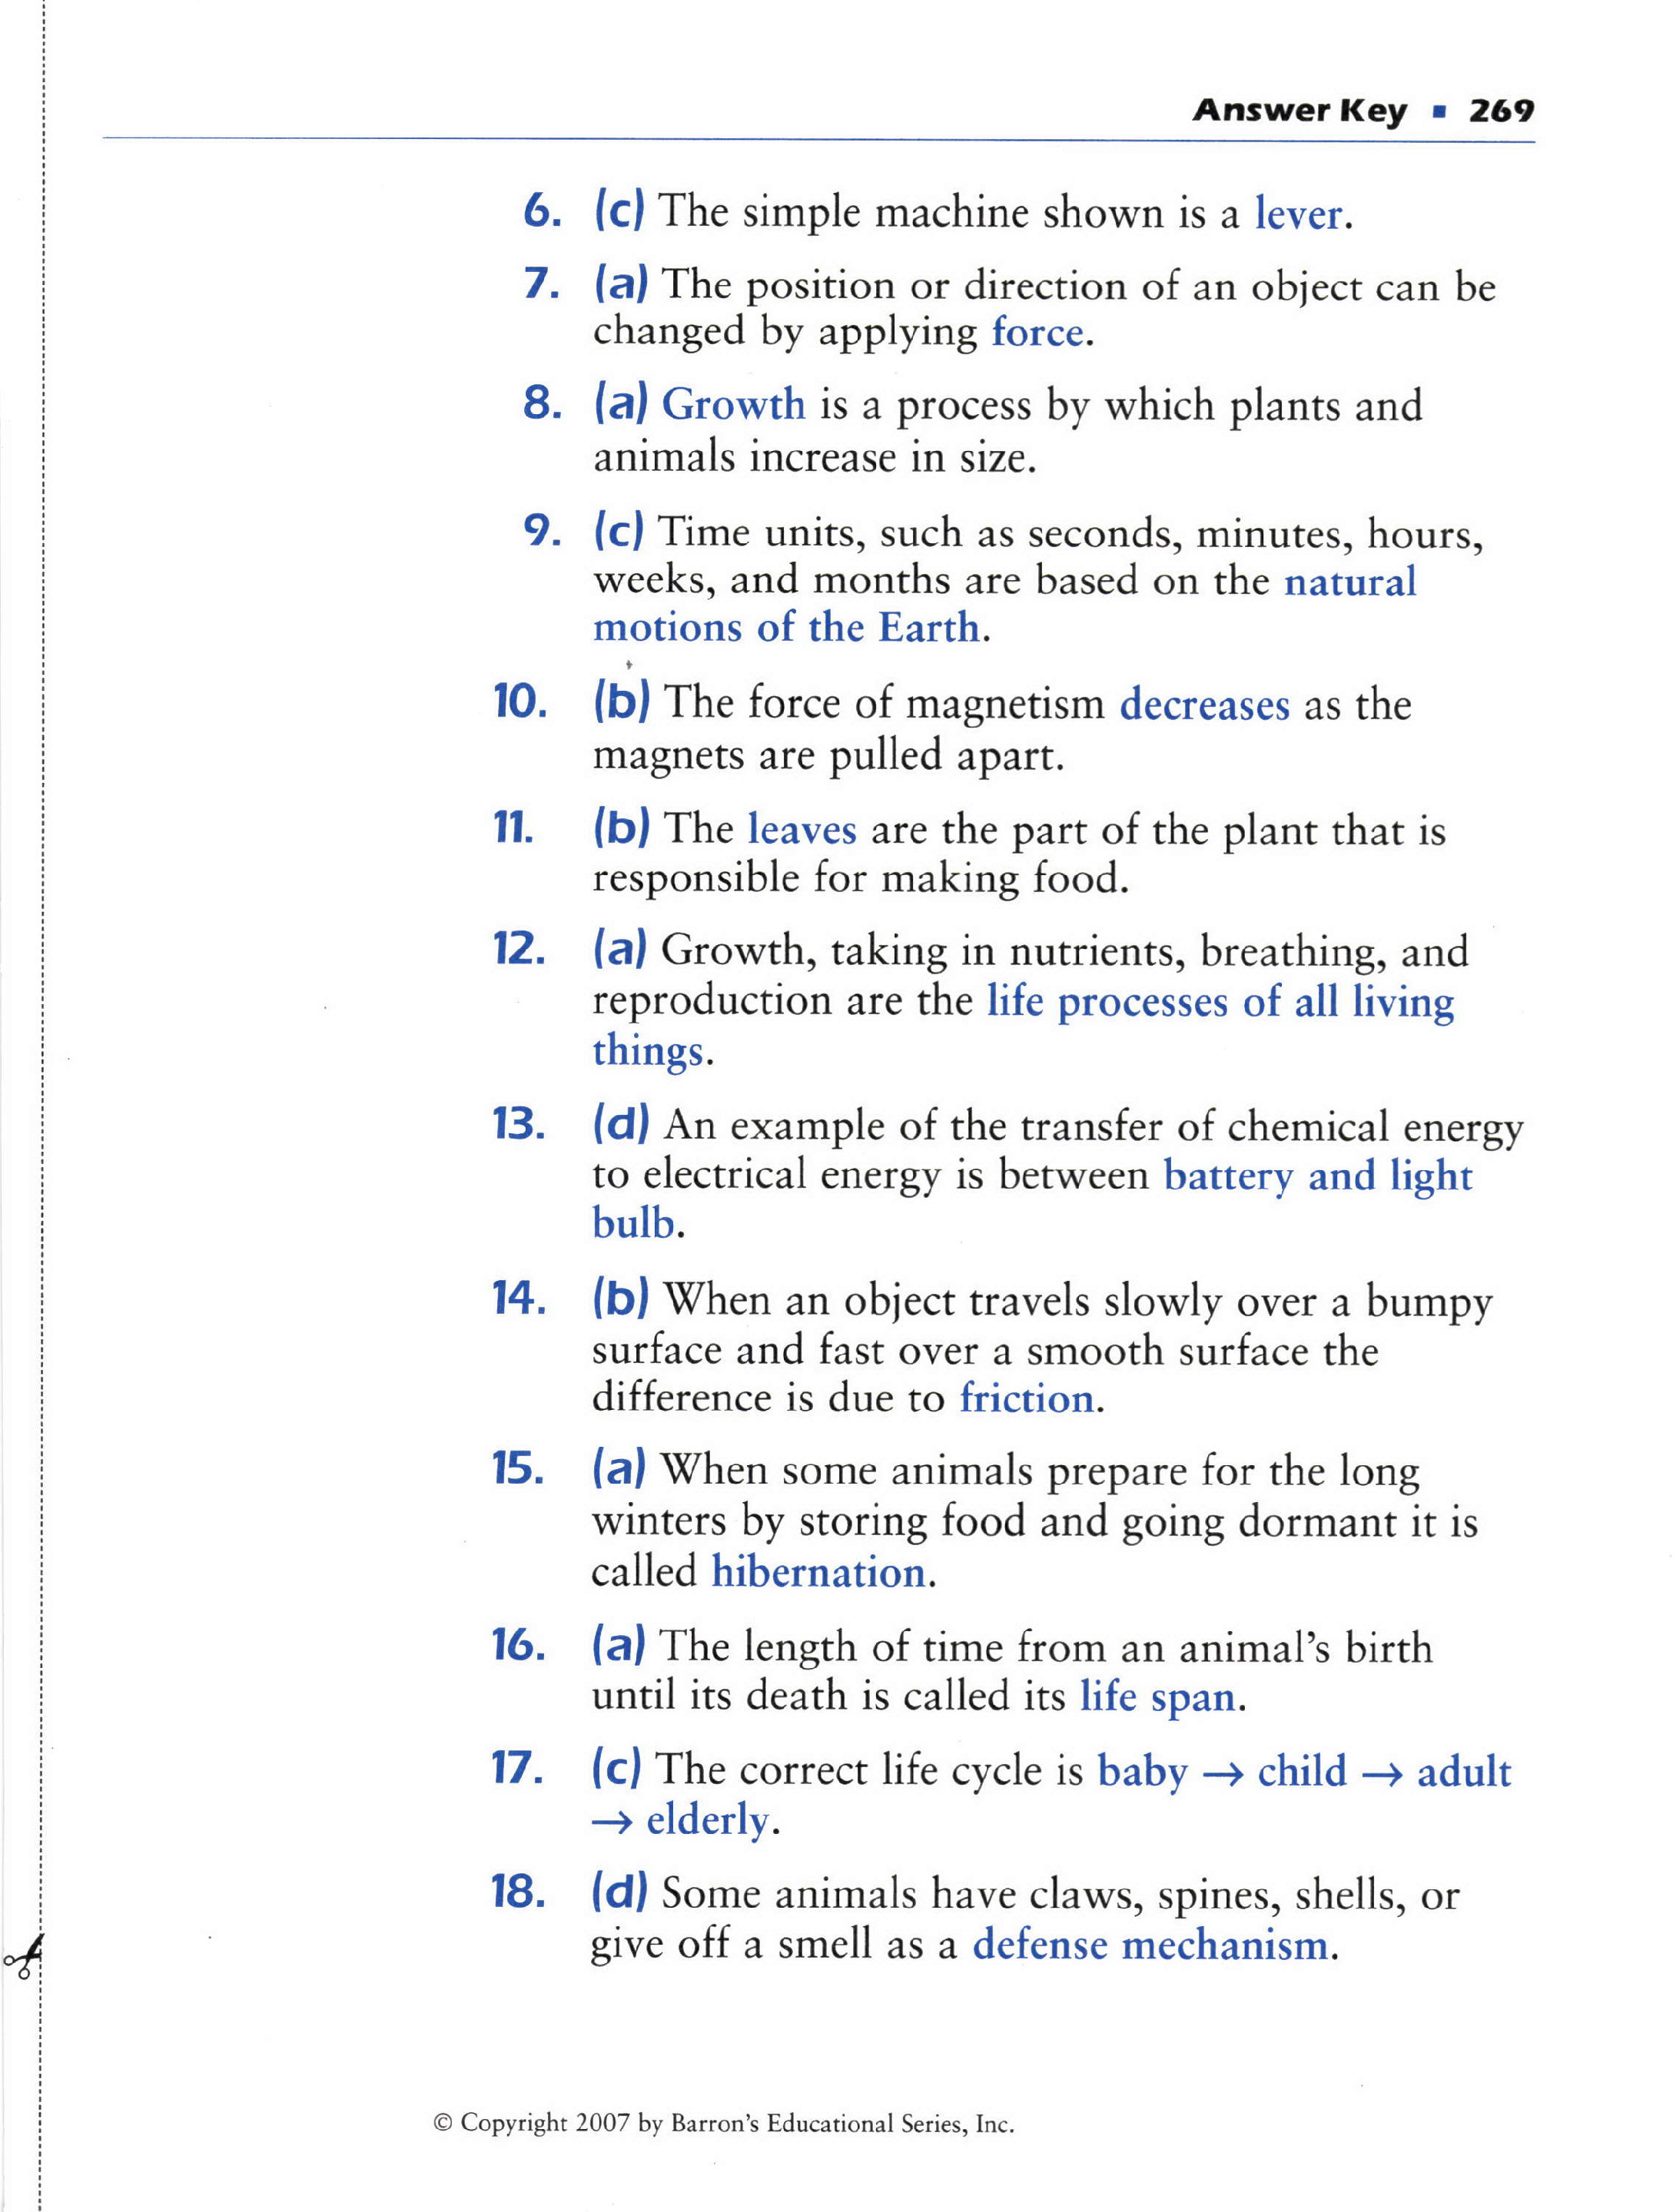 Answer Key ▪ 269
6. (c) The simple machine shown is a lever.
7. (a) The position or direction of an object can be
changed by applying force.
8. (a) Growth is a process by which plants and
animals increase in size.
9. (c) Time units, such as seconds, minutes, hours,
weeks, and months are based on the natural
motions of the Earth.
10. (b) The force of magnetism decreases as the
magnets are pulled apart.
11. (b) The leaves are the part of the plant that is
responsible for making food.
12. (a) Growth, taking in nutrients, breathing, and
reproduction are the life processes of all living
things.
13. (d) An example of the transfer of chemical energy
to electrical energy is between battery and light
bulb.
14. (b) When an object travels slowly over a bumpy
surface and fast over a smooth surface the
difference is due to friction.
15. (a) When some animals prepare for the long
winters by storing food and going dormant it is
called hibernation.
16. (a) The length of time from an animal's birth
until its death is called its life span.
17. (c) The correct life cycle is baby → child → adult
→ elderly.
18. (d) Some animals have claws, spines, shells, or
give off a smell as a defense mechanism.
© Copyright 2007 by Barron's Educational Series, Inc.